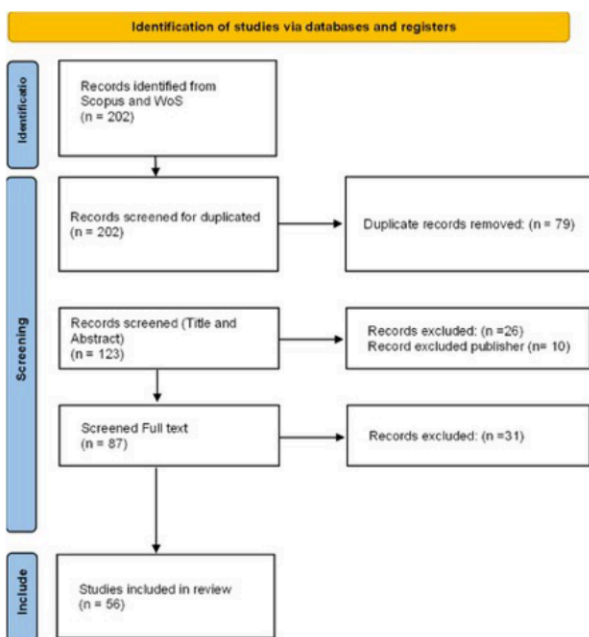 Identification of studies via databases and registers
Identificatio
Records identified from
Scopus and WoS
(n = 202)
Screening
Records screened for duplicated
(n = 202)
Duplicate records removed: (n = 79)
Records screened (Title and
Abstract)
(n = 123)
Records excluded: (n =26)
Record excluded publisher (n= 10)
Screened Full text
(n = 87)
Records excluded: (n =31)
Include
Studies included in review
(n = 56)